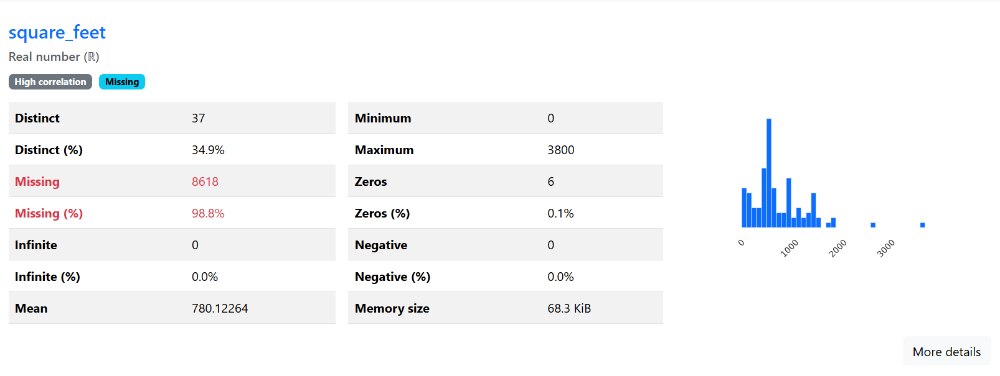 square_feet
Real number (ℝ)
High correlation Missing
Distinct 37
Distinct (%) 34.9%
Missing 8618
Missing (%) 98.8%
Infinite 0
Infinite (%) 0.0%
Mean 780.12264
Minimum 0
Maximum 3800
Zeros 6
Zeros (%) 0.1%
Negative 0
Negative (%) 0.0%
Memory size 68.3 KiB
0 1000 2000 3000
More details